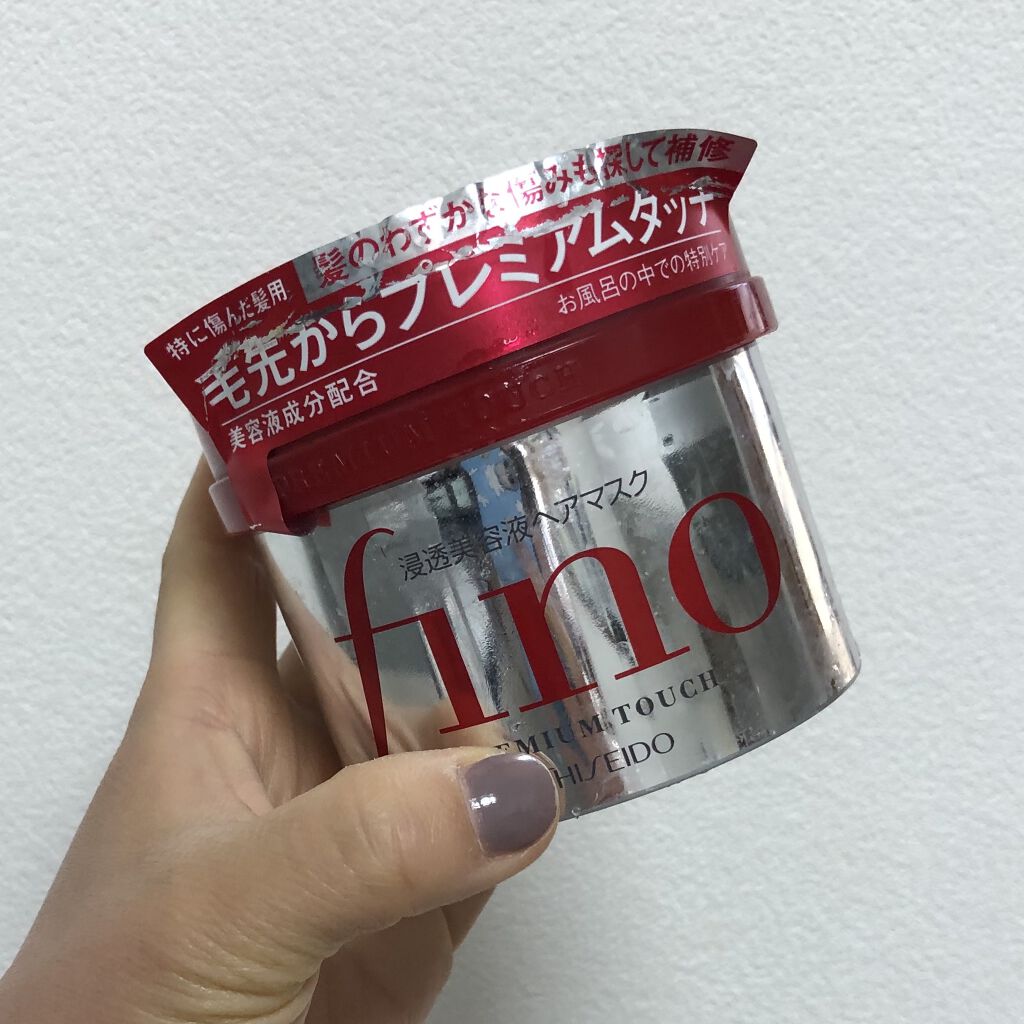 髪のわずかな傷みも探して補修
特に傷んだ髪用
毛先からプレミアムタッチ
美容液成分配合
お風呂の中での特別ケア
PREMIUM TOUCH
浸透美容液ヘアマスク
fino
EMIUM TOUCH
HISEIDO